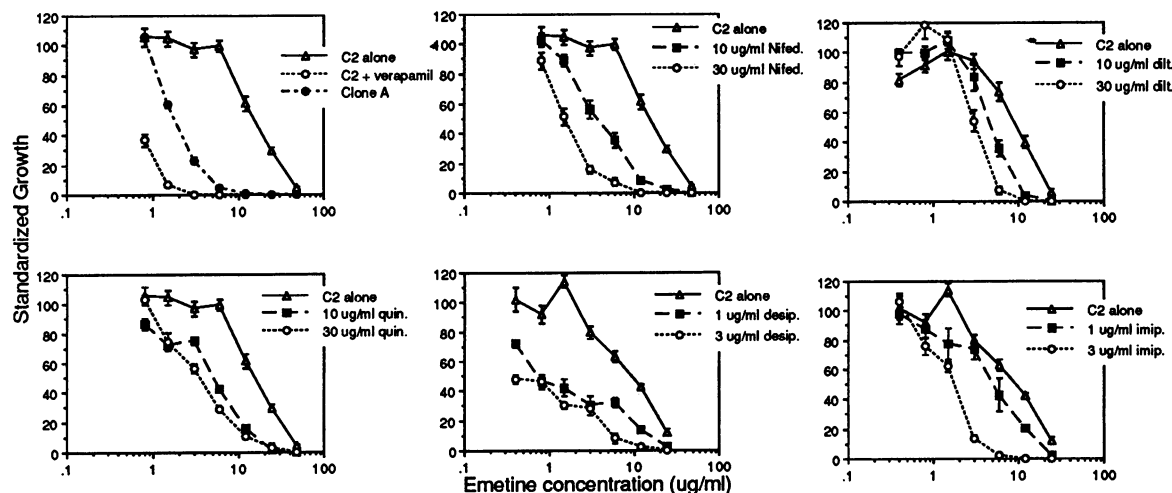 120
100
80
60
40
20
0
.1 1 10 100
C2 alone
C2 + verapamil
Clone A
120
100
80
60
40
20
0
.1 1 10 100
C2 alone
10 ug/ml Nifed.
30 ug/ml Nifed.
120
100
80
60
40
20
0
.1 1 10 100
C2 alone
10 ug/ml dilt.
30 ug/ml dilt.
Standardized Growth
120
100
80
60
40
20
0
.1 1 10 100
C2 alone
10 ug/ml quin.
30 ug/ml quin.
120
100
80
60
40
20
0
.1 1 10 100
C2 alone
1 ug/ml desip.
3 ug/ml desip.
120
100
80
60
40
20
0
.1 1 10 100
C2 alone
1 ug/ml imip.
3 ug/ml imip.
Emetine concentration (ug/ml)